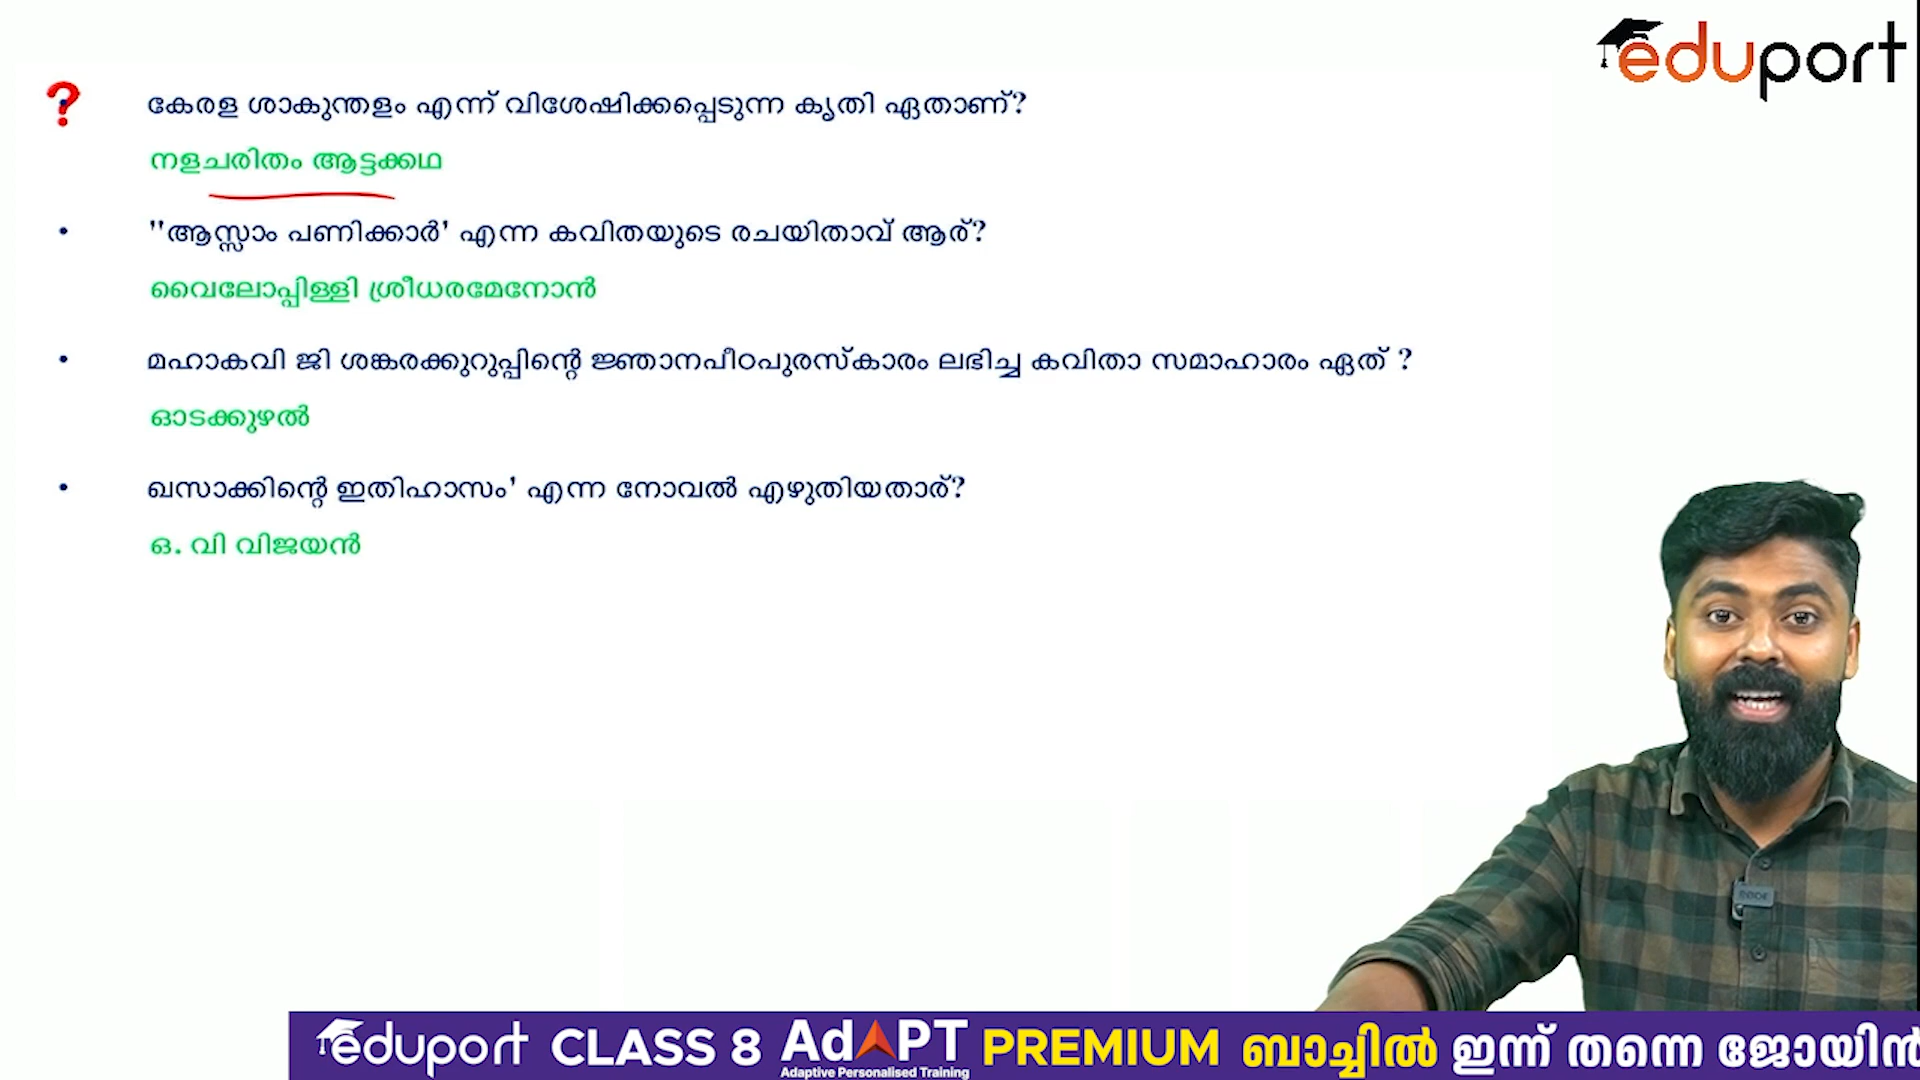 eduport
? കേരള ശാകുന്തളം എന്ന് വിശേഷിക്കപ്പെടുന്ന കൃതി ഏതാണ്?
നളചരിതം ആട്ടക്കഥ
• "ആസ്സാം പണിക്കാർ' എന്ന കവിതയുടെ രചയിതാവ് ആര്?
വൈലോപ്പിള്ളി ശ്രീധരമേനോൻ
• മഹാകവി ജി ശങ്കരക്കുറുപ്പിന്റെ ജ്ഞാനപീഠപുരസ്കാരം ലഭിച്ച കവിതാ സമാഹാരം ഏത് ?
ഓടക്കുഴൽ
• ഖസാക്കിന്റെ ഇതിഹാസം' എന്ന നോവൽ എഴുതിയതാര്?
ഒ. വി വിജയൻ
eduport CLASS 8 AdAPT PREMIUM ബാച്ചിൽ ഇന്ന് തന്നെ ജോയിൻ
Adaptive Personalised Training